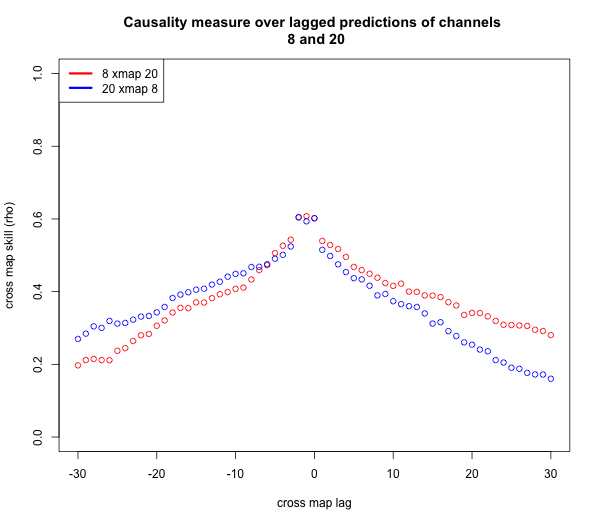 Causality measure over lagged predictions of channels
8 and 20
8 xmap 20
20 xmap 8
cross map skill (rho)
1.0
0.8
0.6
0.4
0.2
0.0
-30 -20 -10 0 10 20 30
cross map lag